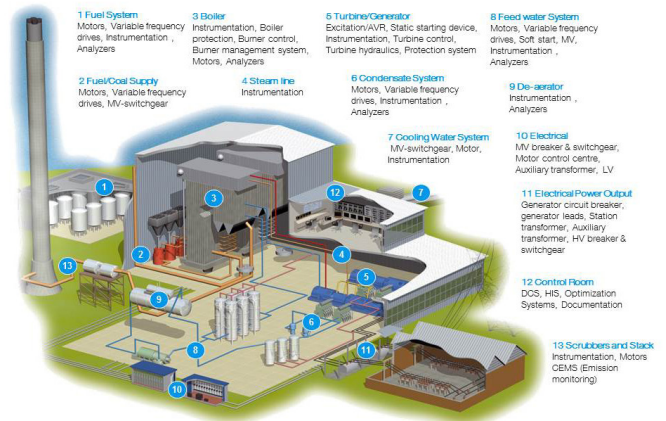 1 Fuel System
Motors, Variable frequency
drives, Instrumentation ,
Analyzers
2 Fuel/Coal Supply
Motors, Variable frequency
drives, MV-switchgear
3 Boiler
Instrumentation, Boiler
protection, Burner control,
Burner management system,
Motors, Analyzers
4 Steam line
Instrumentation
5 Turbine/Generator
Excitation/AVR, Static starting device,
Instrumentation, Turbine control,
Turbine hydraulics, Protection system
6 Condensate System
Motors, Variable frequency
drives, Instrumentation ,
Analyzers
7 Cooling Water System
MV-switchgear, Motor,
Instrumentation
8 Feed water System
Motors, Variable frequency
drives, Soft start, MV,
Instrumentation ,
Analyzers
9 De-aerator
Instrumentation ,
Analyzers
10 Electrical
MV breaker & switchgear,
Motor control centre,
Auxiliary transformer, LV
11 Electrical Power Output
Generator circuit breaker,
generator leads, Station
transformer, Auxiliary
transformer, HV breaker &
switchgear
12 Control Room
DCS, HIS, Optimization
Systems, Documentation
13 Scrubbers and Stack
Instrumentation, Motors
CEMS (Emission
monitoring)
1
12
7
3
2
4
13
5
9
6
8
11
10